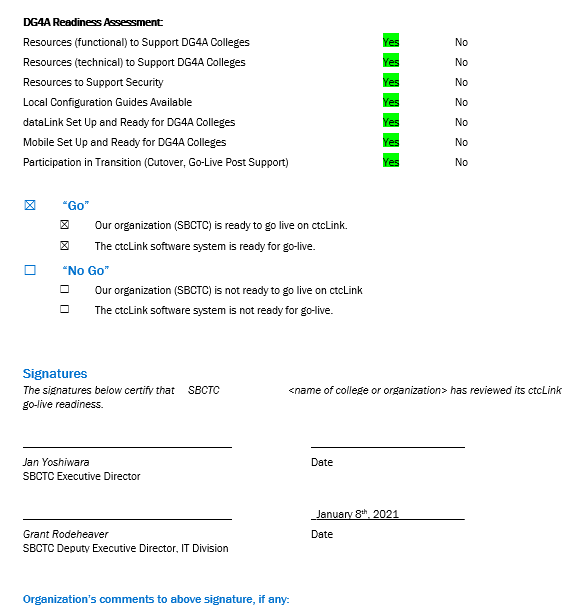 DG4A Readiness Assessment:
Resources (functional) to Support DG4A Colleges Yes No
Resources (technical) to Support DG4A Colleges Yes No
Resources to Support Security Yes No
Local Configuration Guides Available Yes No
dataLink Set Up and Ready for DG4A Colleges Yes No
Mobile Set Up and Ready for DG4A Colleges Yes No
Participation in Transition (Cutover, Go-Live Post Support) Yes No
☒ “Go”
☒ Our organization (SBCTC) is ready to go live on ctcLink.
☒ The ctcLink software system is ready for go-live.
☐ “No Go”
☐ Our organization (SBCTC) is not ready to go live on ctcLink
☐ The ctcLink software system is not ready for go-live.
Signatures
The signatures below certify that SBCTC <name of college or organization> has reviewed its ctcLink
go-live readiness.
Jan Yoshiwara Date
SBCTC Executive Director
January 8th, 2021
Grant Rodeheaver Date
SBCTC Deputy Executive Director, IT Division
Organization’s comments to above signature, if any: